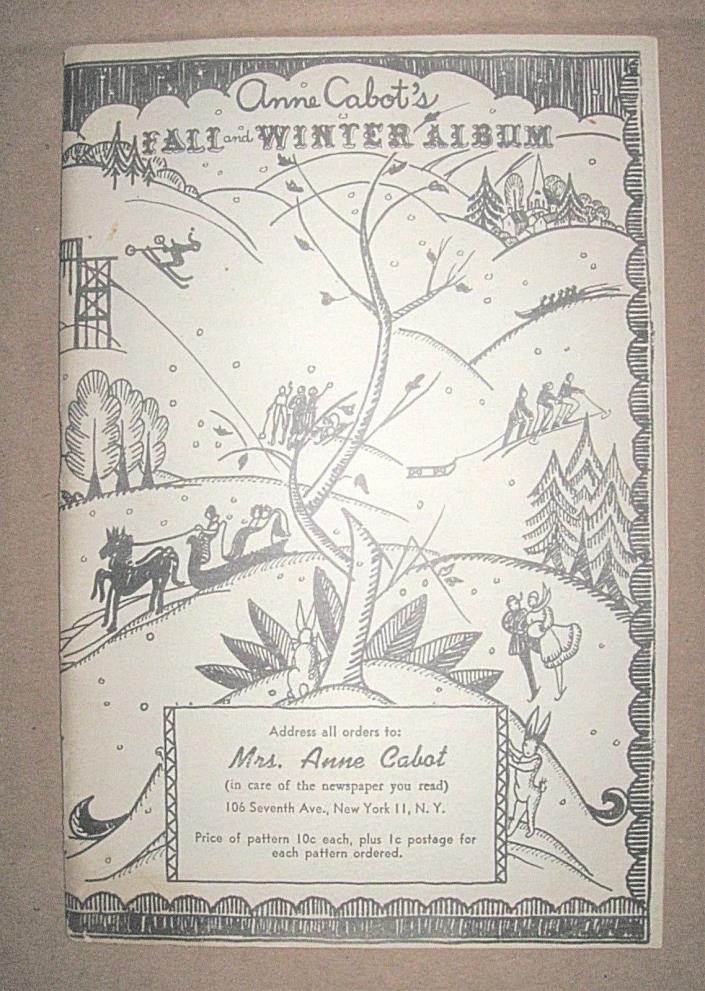 Anne Cabot's
FALL and WINTER ALBUM
Address all orders to:
Mrs. Anne Cabot
(in care of the newspaper you read)
106 Seventh Ave., New York 11, N. Y.
Price of pattern 10c each, plus 1c postage for
each pattern ordered.